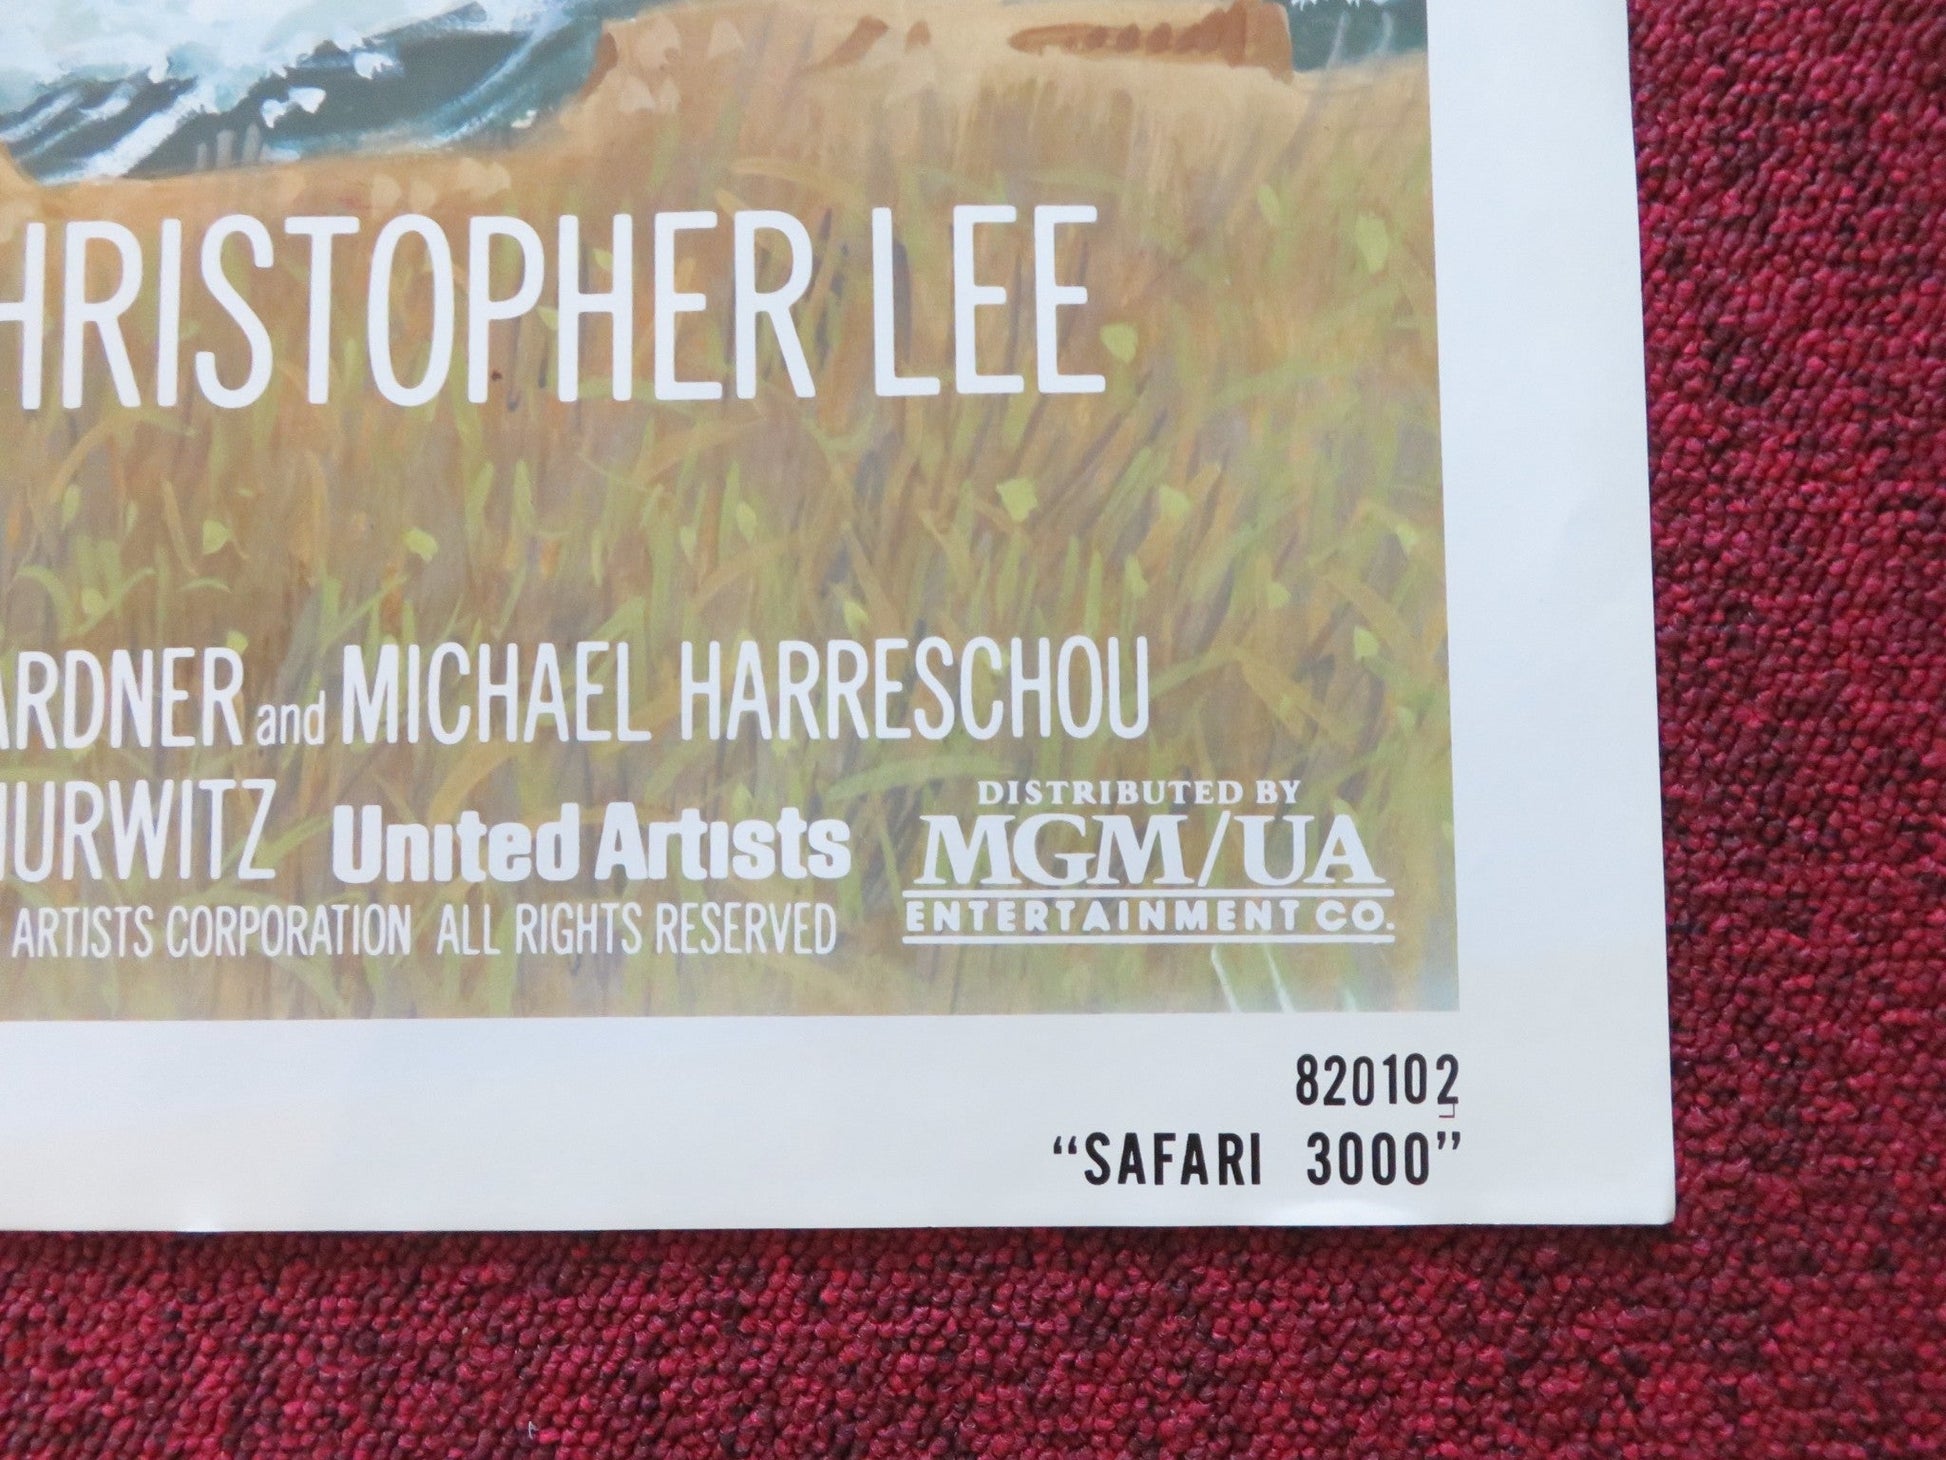 HRISTOPHER LEE
ARDNER and MICHAEL HARRESCHOU
HURWITZ United Artists
DISTRIBUTED BY
MGM/UA
ENTERTAINMENT CO.
ARTISTS CORPORATION ALL RIGHTS RESERVED
820102
“SAFARI 3000”